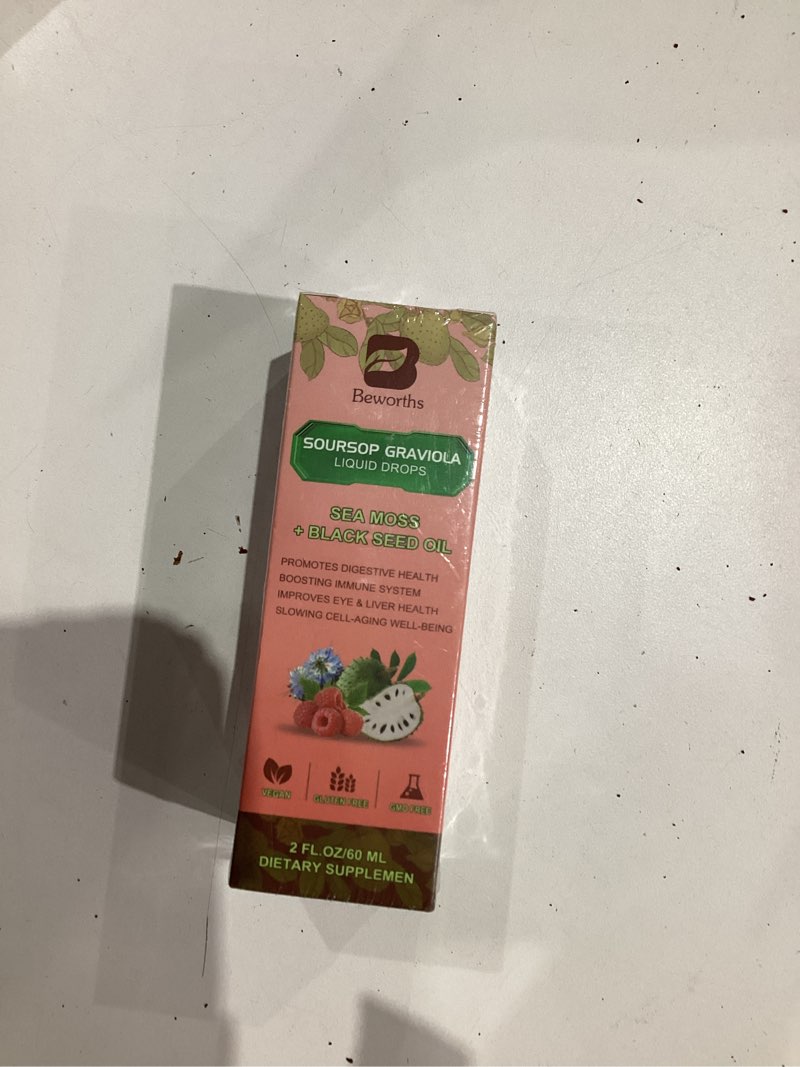 Beworths
SOURSOP GRAVIOLA
LIQUID DROPS
SEA MOSS
+ BLACK SEED OIL
PROMOTES DIGESTIVE HEALTH
BOOSTING IMMUNE SYSTEM
IMPROVES EYE & LIVER HEALTH
SLOWING CELL-AGING WELL-BEING
VEGAN
GLUTEN FREE
GMO FREE
2 FL.OZ/60 ML
DIETARY SUPPLEMEN